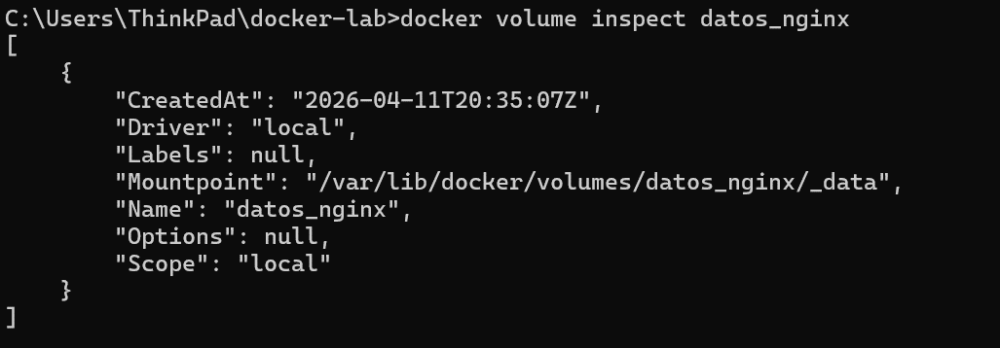 C:\Users\ThinkPad\docker-lab>docker volume inspect datos_nginx
[
    {
        "CreatedAt": "2026-04-11T20:35:07Z",
        "Driver": "local",
        "Labels": null,
        "Mountpoint": "/var/lib/docker/volumes/datos_nginx/_data",
        "Name": "datos_nginx",
        "Options": null,
        "Scope": "local"
    }
]